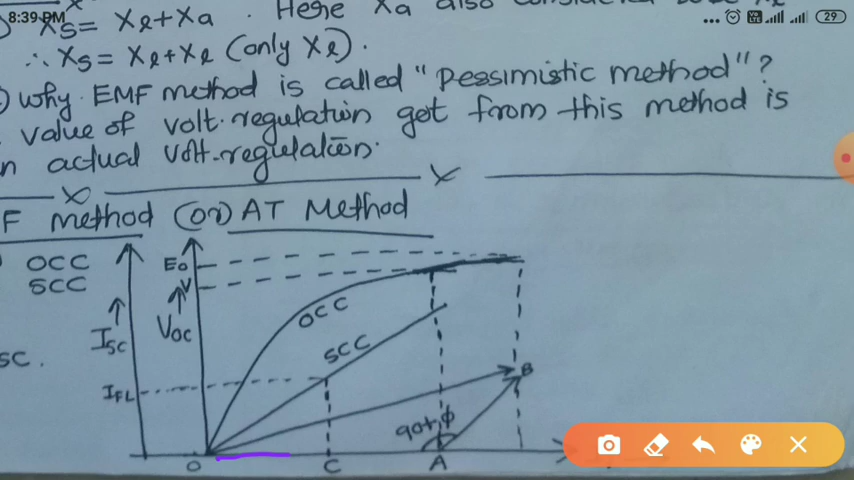 8:39 PM
29
Xs = Xl + Xa . Here Xa also
∴ Xs = Xl + Xl (only Xl).
why EMF method is called "pessimistic method"?
value of volt.regulation get from this method is
n actual volt-regulation.
F method (or) AT Method
OCC
SCC
E0
V
OCC
ISC
VOC
SCC
SC.
IFL
B
90+φ
O
C
A